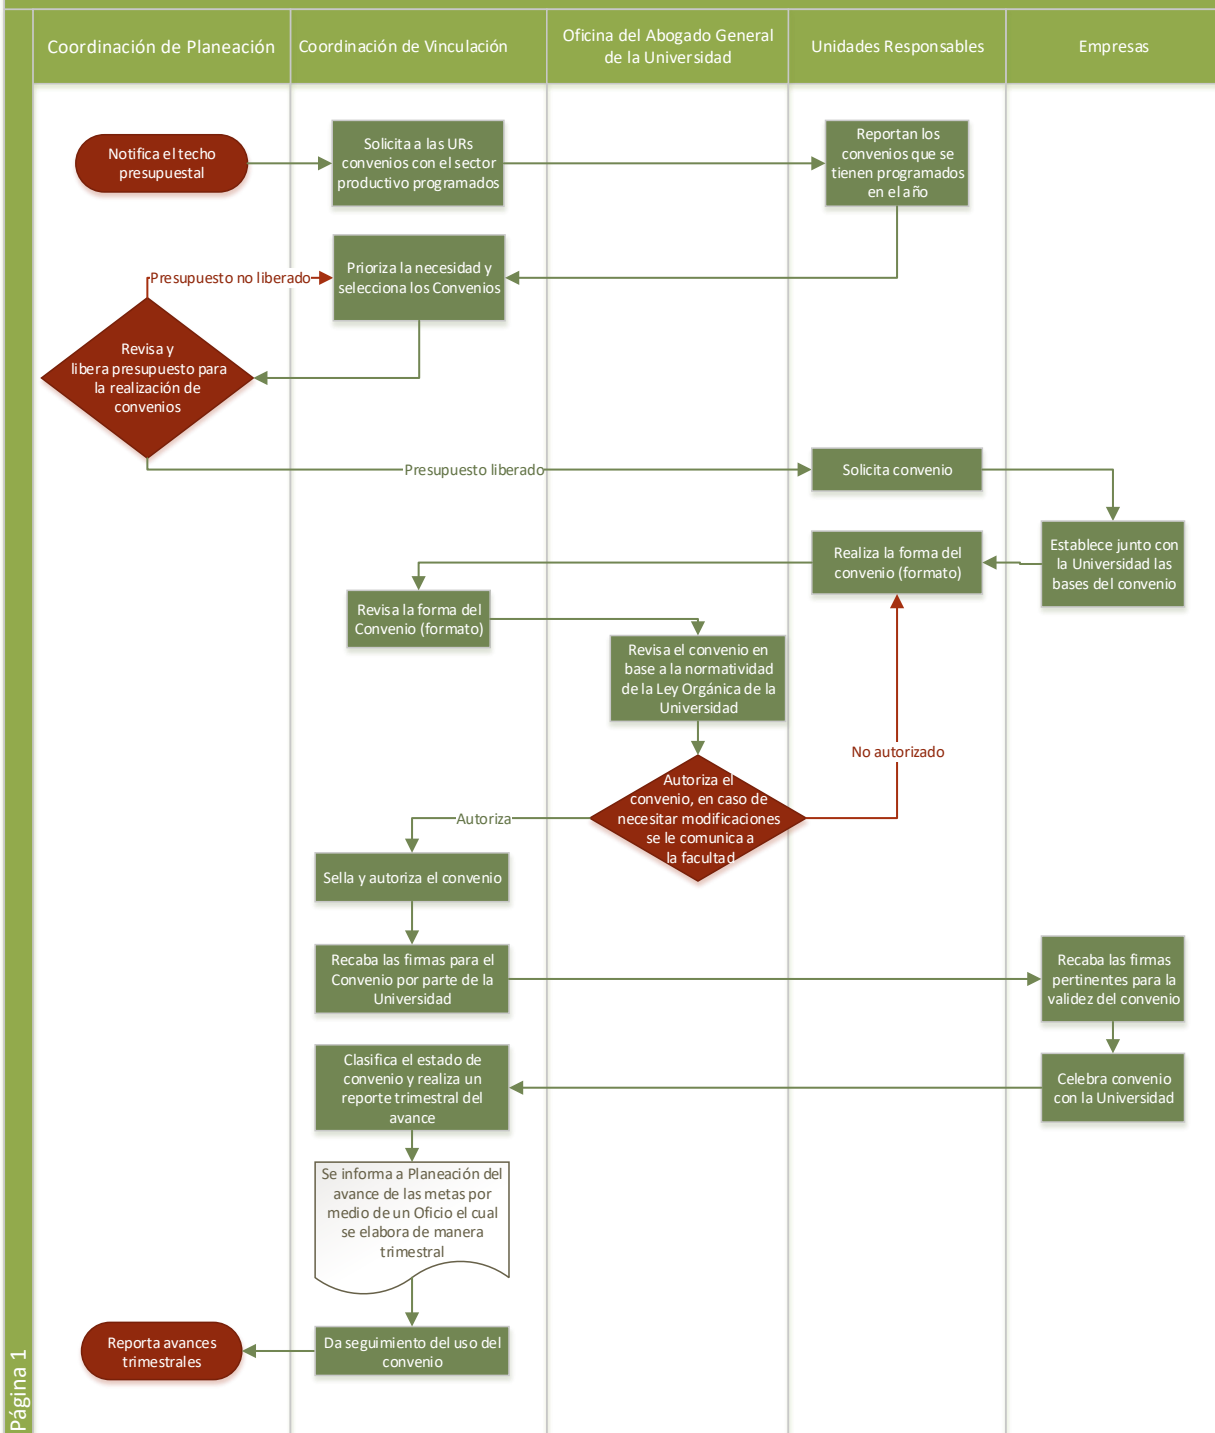 Coordinación de Planeación
Coordinación de Vinculación
Oficina del Abogado General
de la Universidad
Unidades Responsables
Empresas
Notifica el techo
presupuestal
Solicita a las URs
convenios con el sector
productivo programados
Reportan los
convenios que se
tienen programados
en el año
Presupuesto no liberado
Prioriza la necesidad y
selecciona los Convenios
Revisa y
libera presupuesto para
la realización de
convenios
Presupuesto liberado
Solicita convenio
Establece junto con
la Universidad las
bases del convenio
Realiza la forma del
convenio (formato)
Revisa la forma del
Convenio (formato)
Revisa el convenio en
base a la normatividad
de la Ley Orgánica de la
Universidad
No autorizado
Autoriza el
convenio, en caso de
necesitar modificaciones
se le comunica a
la facultad
Autoriza
Sella y autoriza el convenio
Recaba las firmas para el
Convenio por parte de la
Universidad
Recaba las firmas
pertinentes para la
validez del convenio
Clasifica el estado de
convenio y realiza un
reporte trimestral del
avance
Celebra convenio
con la Universidad
Se informa a Planeación del
avance de las metas por
medio de un Oficio el cual
se elabora de manera
trimestral
Da seguimiento del uso del
convenio
Reporta avances
trimestrales
Página 1